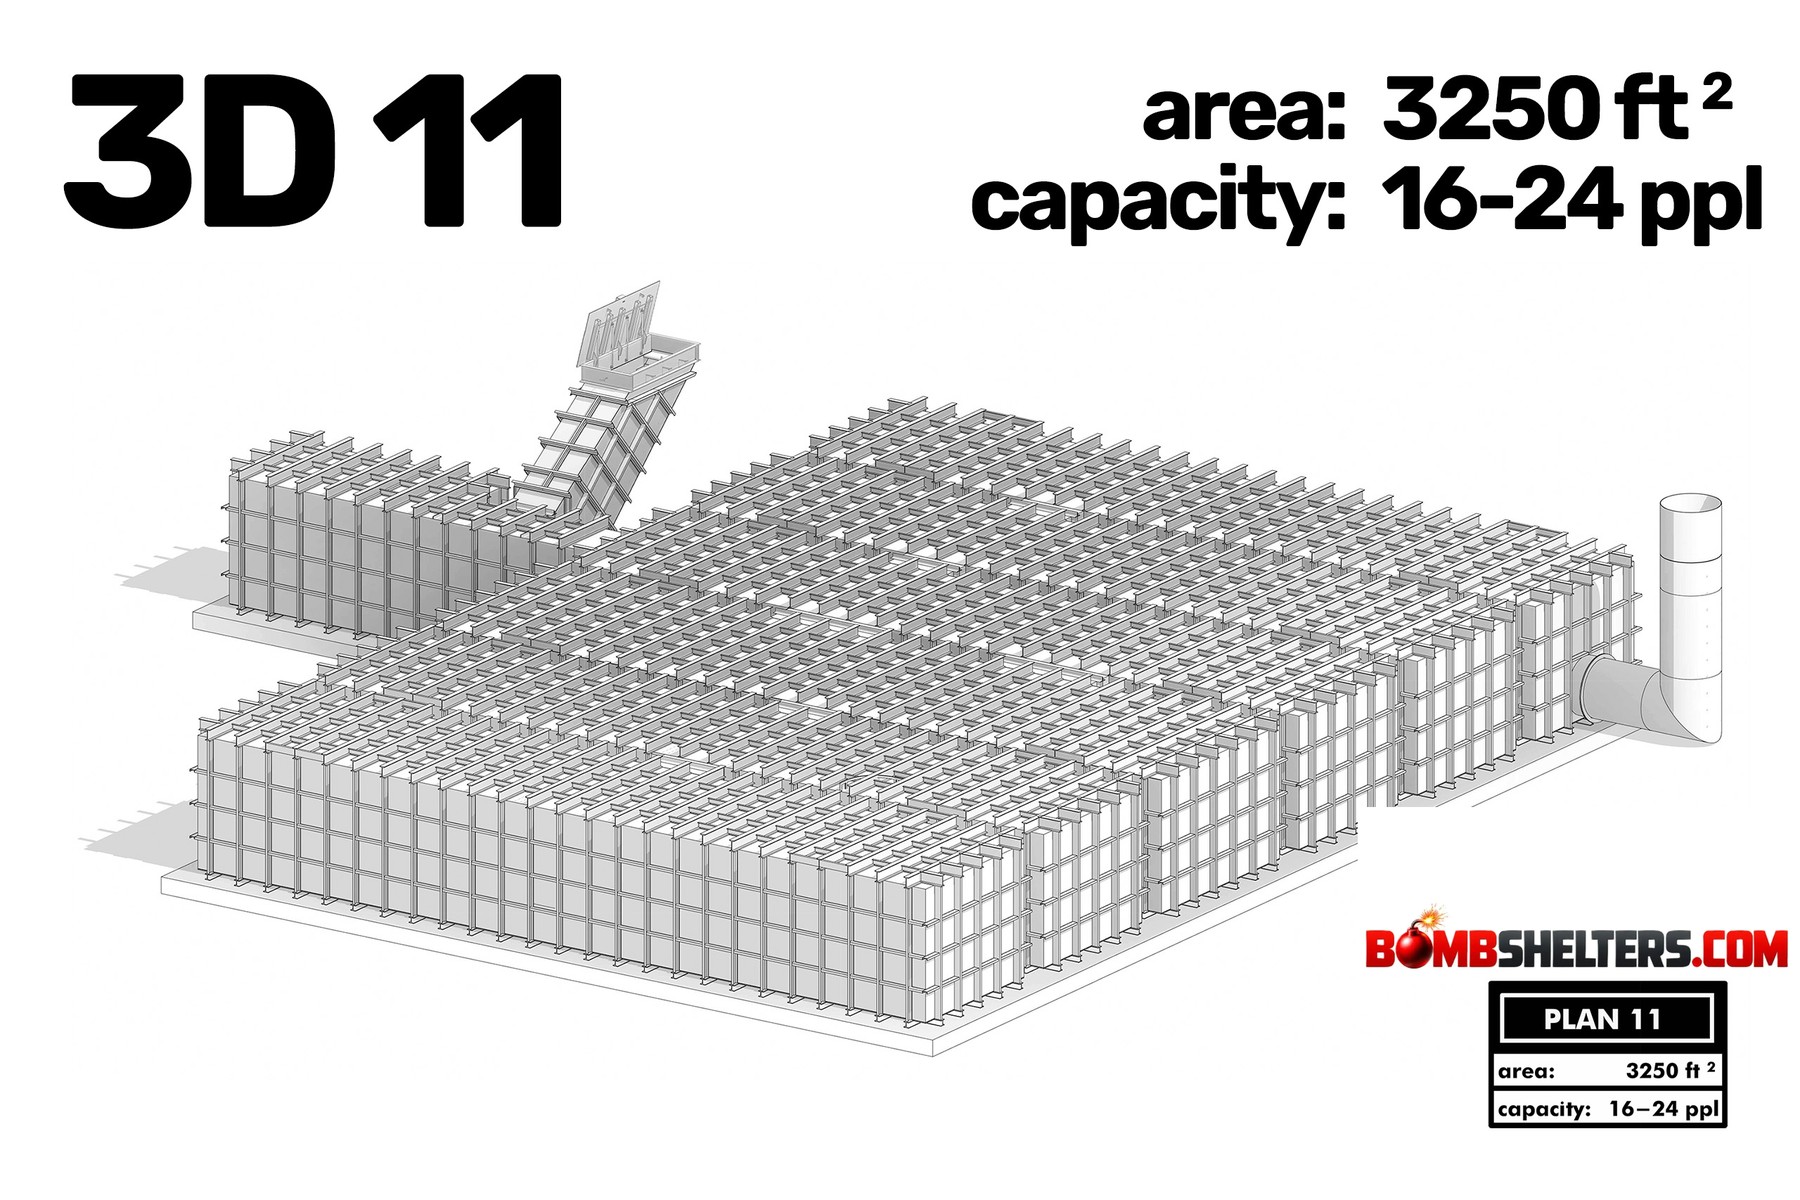 3D 11
area: 3250 ft ²
capacity: 16-24 ppl
BOMBSHELTERS.COM
PLAN 11
area: 3250 ft ²
capacity: 16–24 ppl